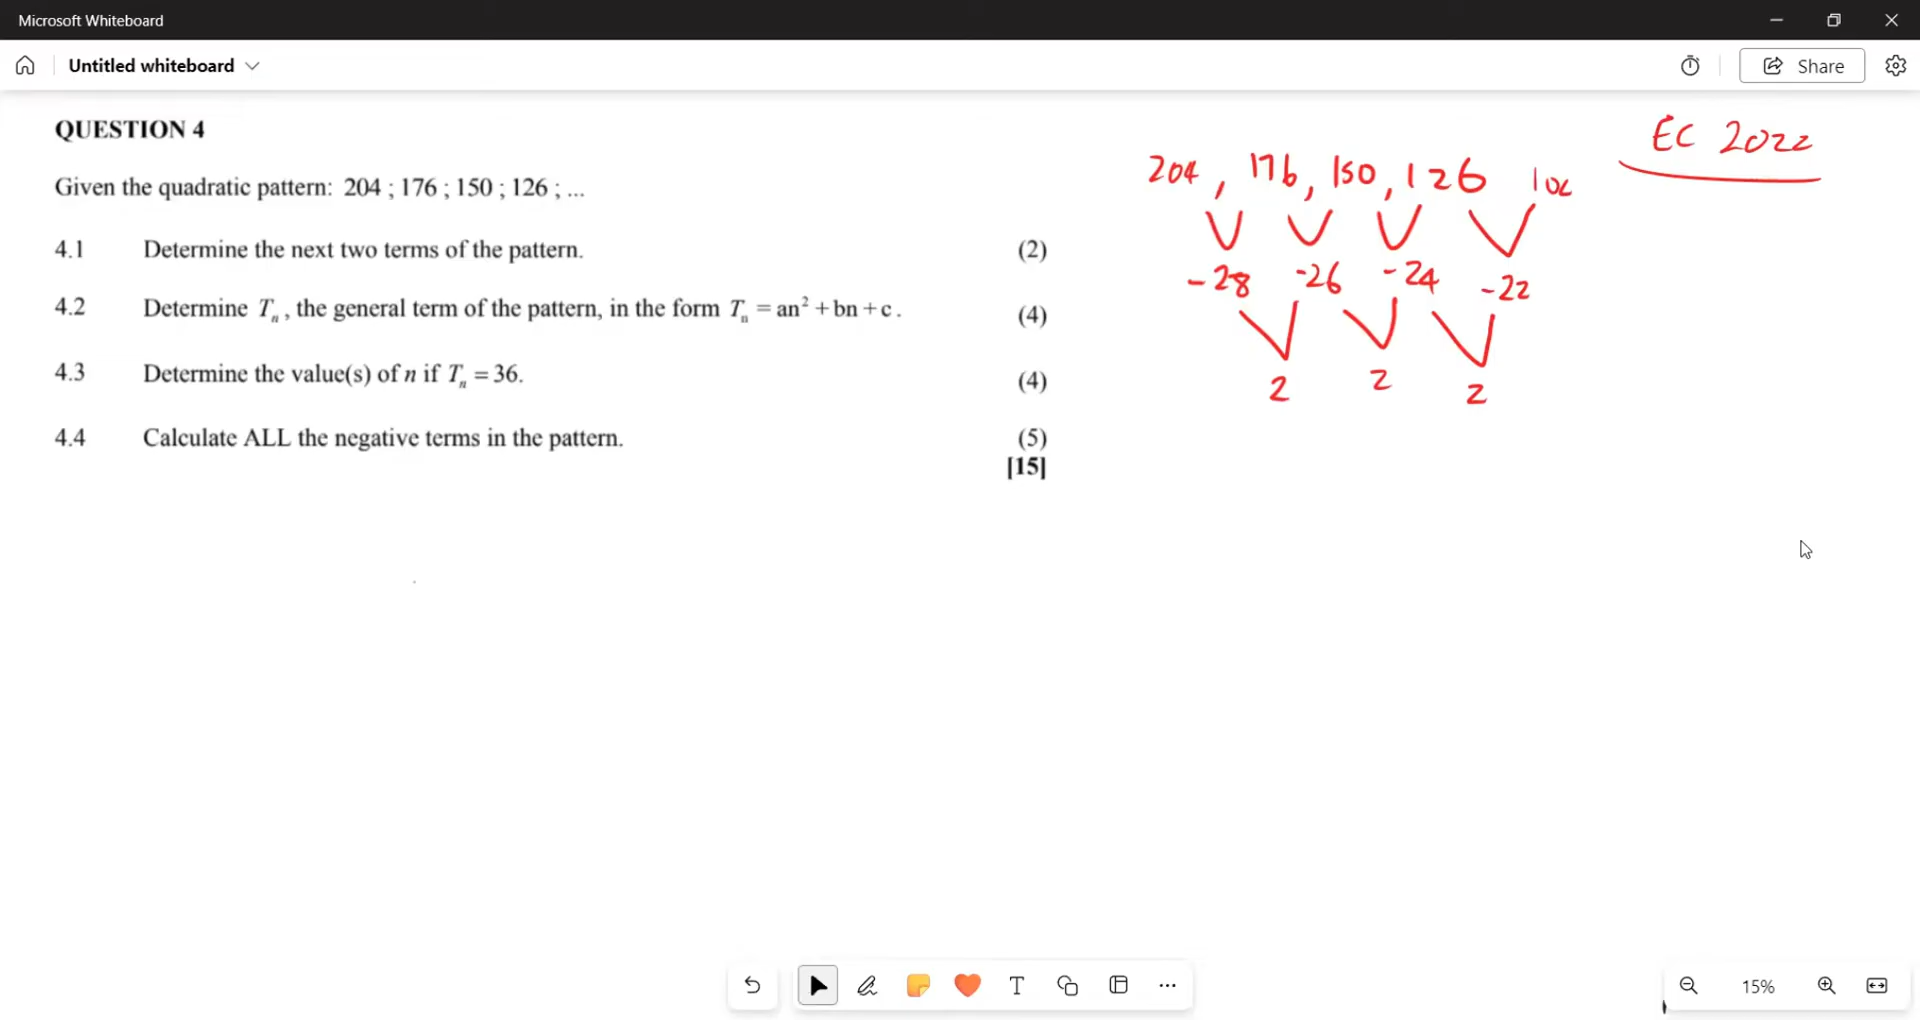 Microsoft Whiteboard
Untitled whiteboard
Share
QUESTION 4
Given the quadratic pattern: 204 ; 176 ; 150 ; 126 ; ...
4.1 Determine the next two terms of the pattern. (2)
4.2 Determine Tₙ, the general term of the pattern, in the form Tₙ = an² + bn + c. (4)
4.3 Determine the value(s) of n if Tₙ = 36. (4)
4.4 Calculate ALL the negative terms in the pattern. (5)
[15]
EC 2022
204, 176, 150, 126
-28 -26 -24 -22
2 2 2
15%